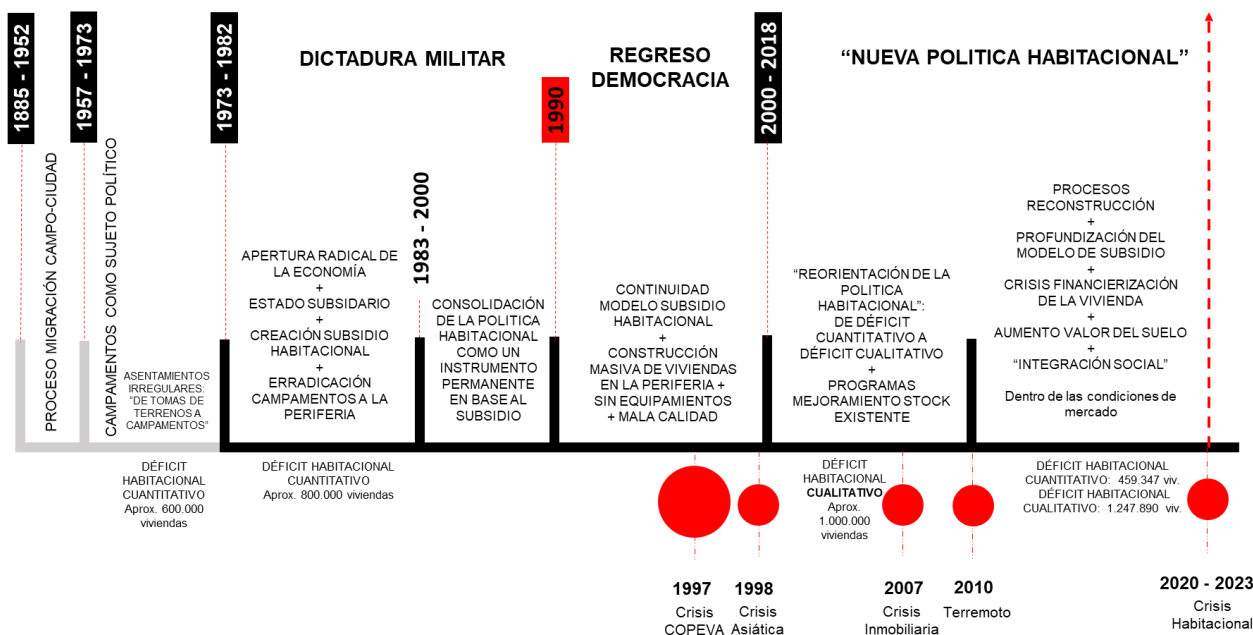 1885 - 1952
1957 - 1973
1973 - 1982
DICTADURA MILITAR
1990
REGRESO
DEMOCRACIA
2000 - 2018
“NUEVA POLITICA HABITACIONAL”
PROCESO MIGRACIÓN CAMPO-CIUDAD
CAMPAMENTOS COMO SUJETO POLÍTICO
ASENTAMIENTOS
IRREGULARES:
“DE TOMAS DE
TERRENOS A
CAMPAMENTOS”
APERTURA RADICAL DE
LA ECONOMÍA
+
ESTADO SUBSIDARIO
+
CREACIÓN SUBSIDIO
HABITACIONAL
+
ERRADICACIÓN
CAMPAMENTOS A LA
PERIFERIA
1983 - 2000
CONSOLIDACIÓN
DE LA POLITICA
HABITACIONAL
COMO UN
INSTRUMENTO
PERMANENTE
EN BASE AL
SUBSIDIO
CONTINUIDAD
MODELO SUBSIDIO
HABITACIONAL
+
CONSTRUCCIÓN
MASIVA DE VIVIENDAS
EN LA PERIFERIA +
SIN EQUIPAMIENTOS
+ MALA CALIDAD
“REORIENTACIÓN DE LA
POLITICA
HABITACIONAL”:
DE DÉFICIT
CUANTITATIVO A
DÉFICIT CUALITATIVO
+
PROGRAMAS
MEJORAMIENTO STOCK
EXISTENTE
PROCESOS
RECONSTRUCCIÓN
+
PROFUNDIZACIÓN DEL
MODELO DE SUBSIDIO
+
CRISIS FINANCIERIZACIÓN
DE LA VIVIENDA
+
AUMENTO VALOR DEL SUELO
+
“INTEGRACIÓN SOCIAL”
Dentro de las condiciones de
mercado
DÉFICIT
HABITACIONAL
CUANTITATIVO
Aprox. 600.000
viviendas
DÉFICIT HABITACIONAL
CUANTITATIVO
Aprox. 800.000 viviendas
DÉFICIT
HABITACIONAL
CUALITATIVO
Aprox.
1.000.000
viviendas
DÉFICIT HABITACIONAL
CUANTITATIVO: 459.347 viv.
DÉFICIT HABITACIONAL
CUALITATIVO: 1.247.890 viv.
1997
Crisis
COPEVA
1998
Crisis
Asiática
2007
Crisis
Inmobiliaria
2010
Terremoto
2020 - 2023
Crisis
Habitacional